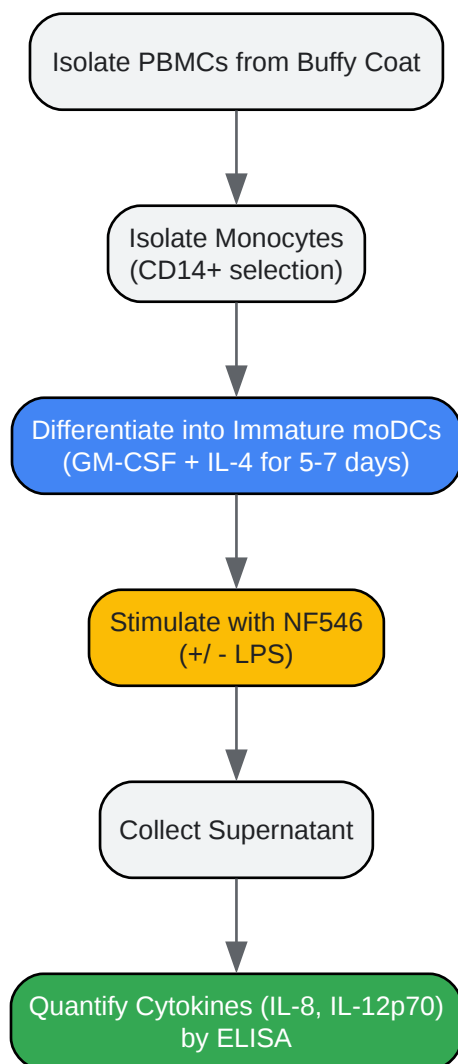 Isolate PBMCs from Buffy Coat
Isolate Monocytes
(CD14+ selection)
Differentiate into Immature moDCs
(GM-CSF + IL-4 for 5-7 days)
Stimulate with NF546
(+/ - LPS)
Collect Supernatant
Quantify Cytokines (IL-8, IL-12p70)
by ELISA